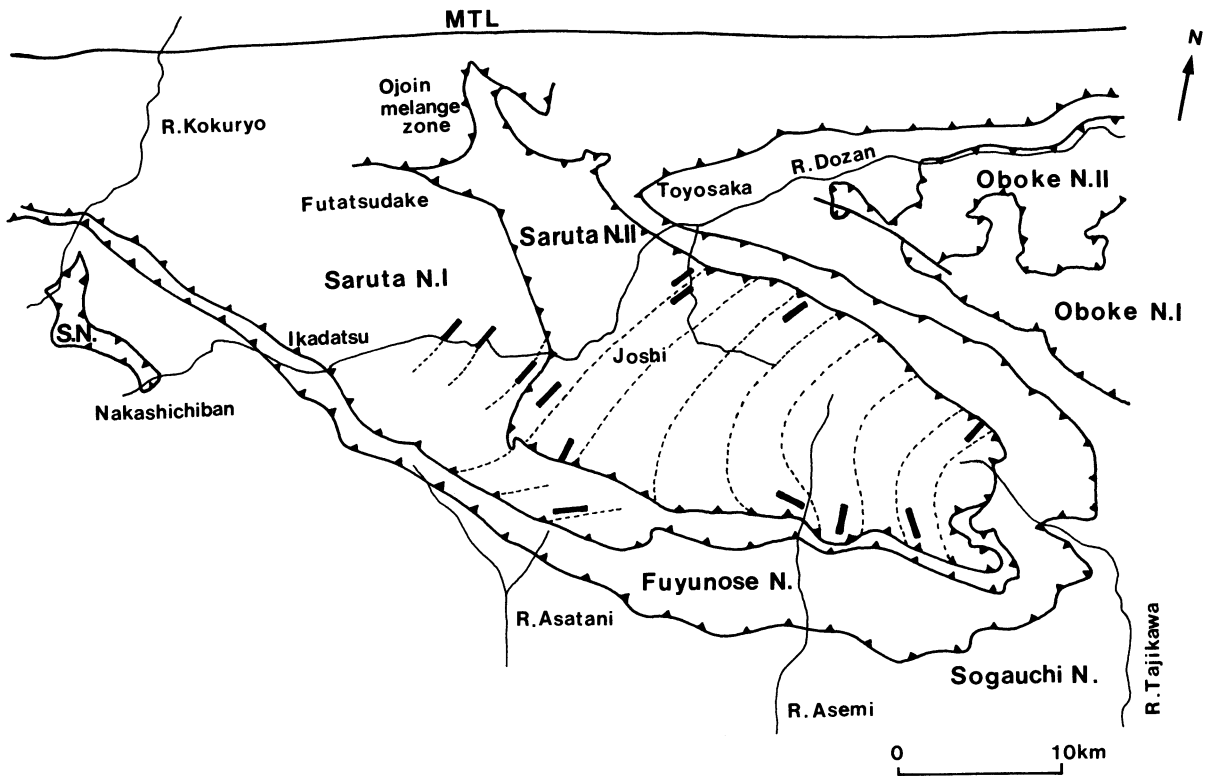 MTL
N
Ojoin
melange
zone
R.Kokuryo
R.Dozan
Oboke N.II
Toyosaka
Futatsudake
Saruta N.II
Saruta N.I
Oboke N.I
S.N.
Ikadatsu
Joshi
Nakashichiban
Fuyunose N.
R.Asatani
R.Tajikawa
Sogauchi N.
R.Asemi
0 10km